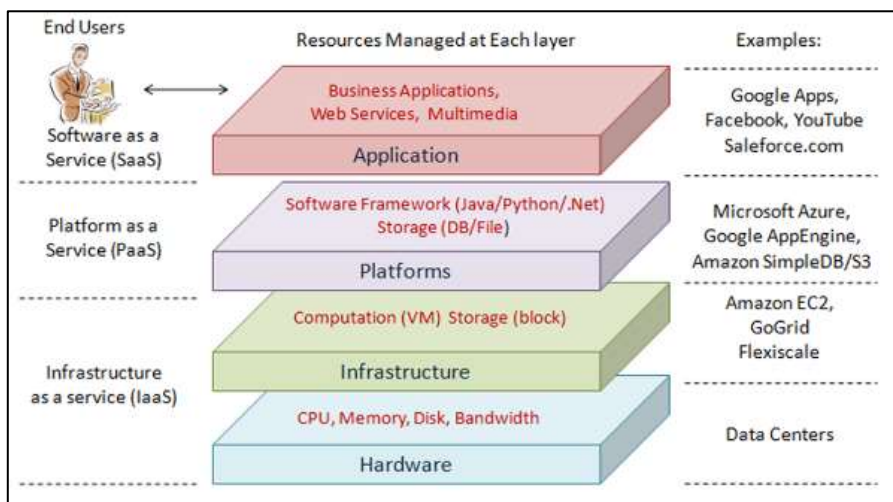 End Users
Resources Managed at Each layer
Examples:
Business Applications,
Web Services, Multimedia
Application
Software as a
Service (SaaS)
Google Apps,
Facebook, YouTube
Saleforce.com
Software Framework (Java/Python/.Net)
Storage (DB/File)
Platforms
Platform as a
Service (PaaS)
Microsoft Azure,
Google AppEngine,
Amazon SimpleDB/S3
Computation (VM) Storage (block)
Infrastructure
Amazon EC2,
GoGrid
Flexiscale
Infrastructure
as a service (IaaS)
CPU, Memory, Disk, Bandwidth
Hardware
Data Centers